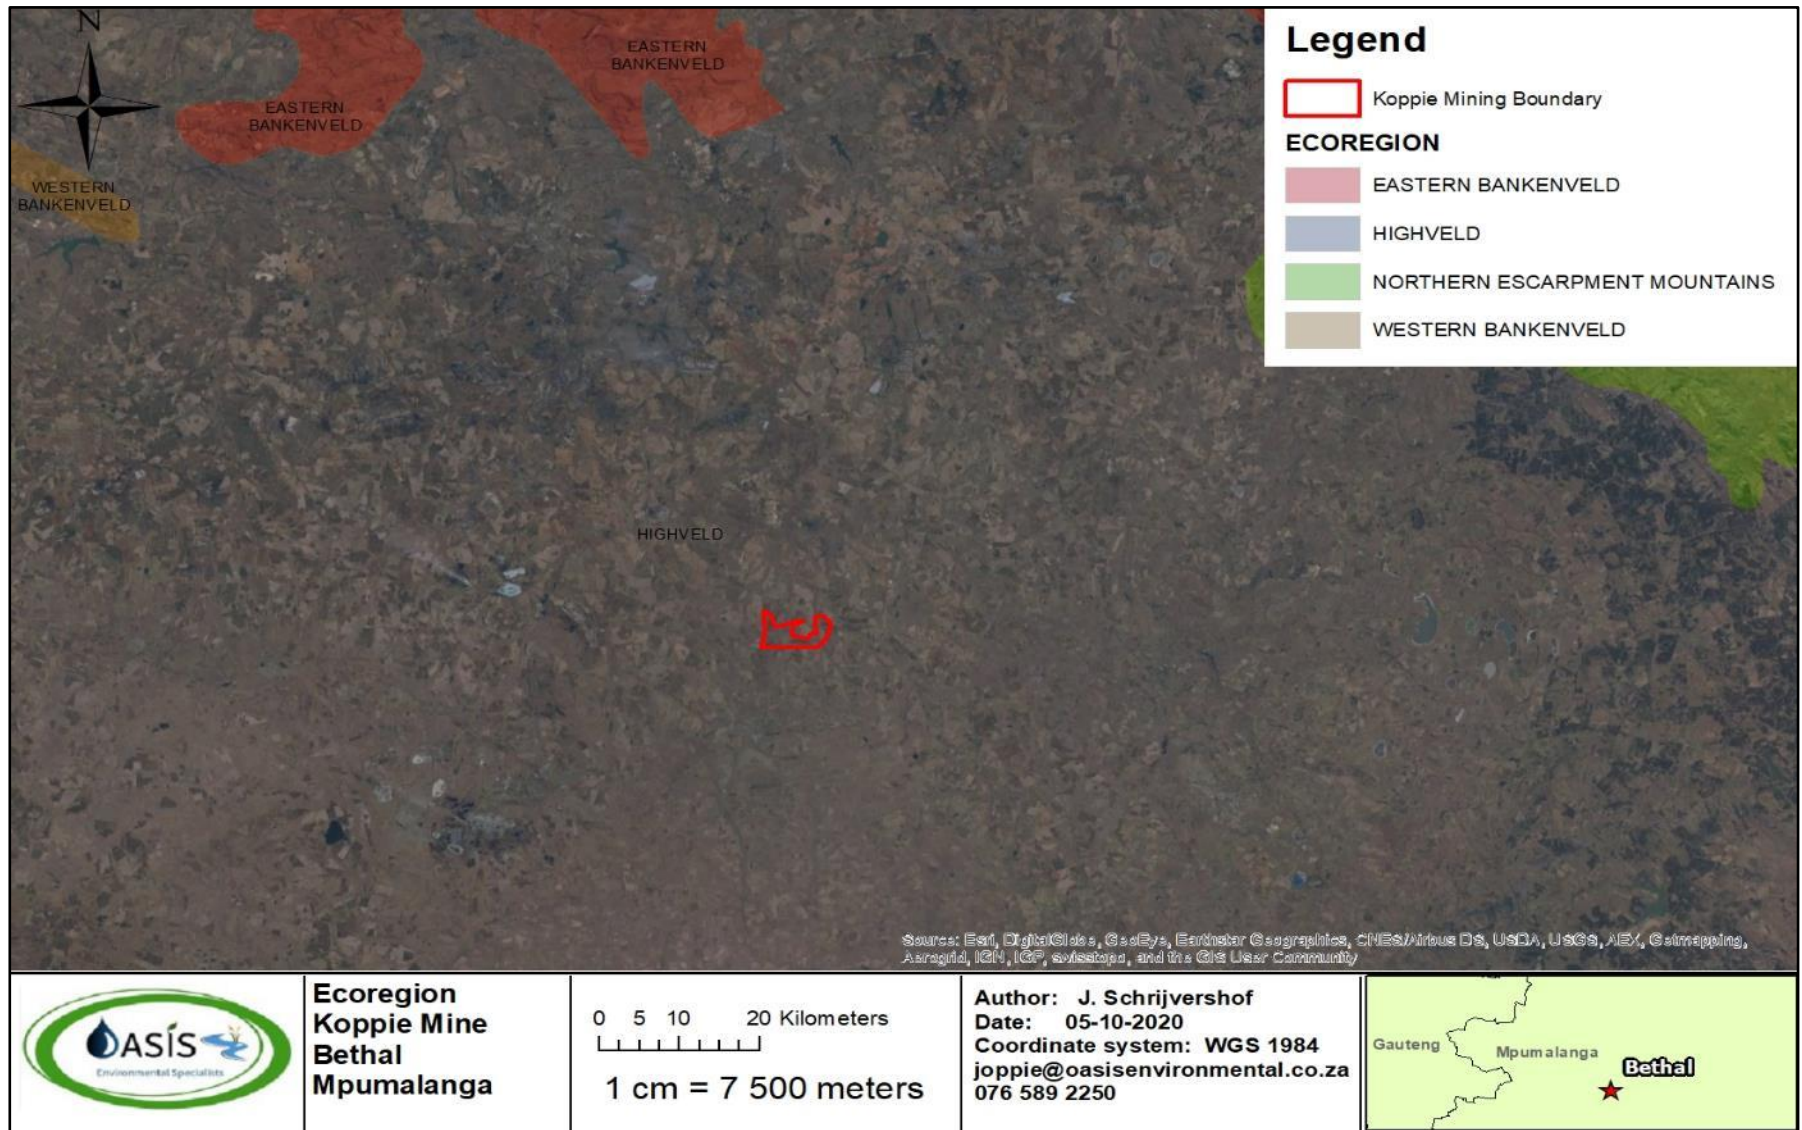 N
EASTERN
BANKENVELD
EASTERN
BANKENVELD
WESTERN
BANKENVELD
HIGHVELD
Legend
Koppie Mining Boundary
ECOREGION
EASTERN BANKENVELD
HIGHVELD
NORTHERN ESCARPMENT MOUNTAINS
WESTERN BANKENVELD
Source: Esri, DigitalGlobe, GeoEye, Earthstar Geographics, CNES/Airbus DS, USDA, USGS, AEX, Getmapping,
Aerogrid, IGN, IGP, swisstopo, and the GIS User Community
OASIS
Environmental Specialists
Ecoregion
Koppie Mine
Bethal
Mpumalanga
0 5 10 20 Kilometers
1 cm = 7 500 meters
Author: J. Schrijvershof
Date: 05-10-2020
Coordinate system: WGS 1984
joppie@oasisenvironmental.co.za
076 589 2250
Gauteng
Mpumalanga
Bethal